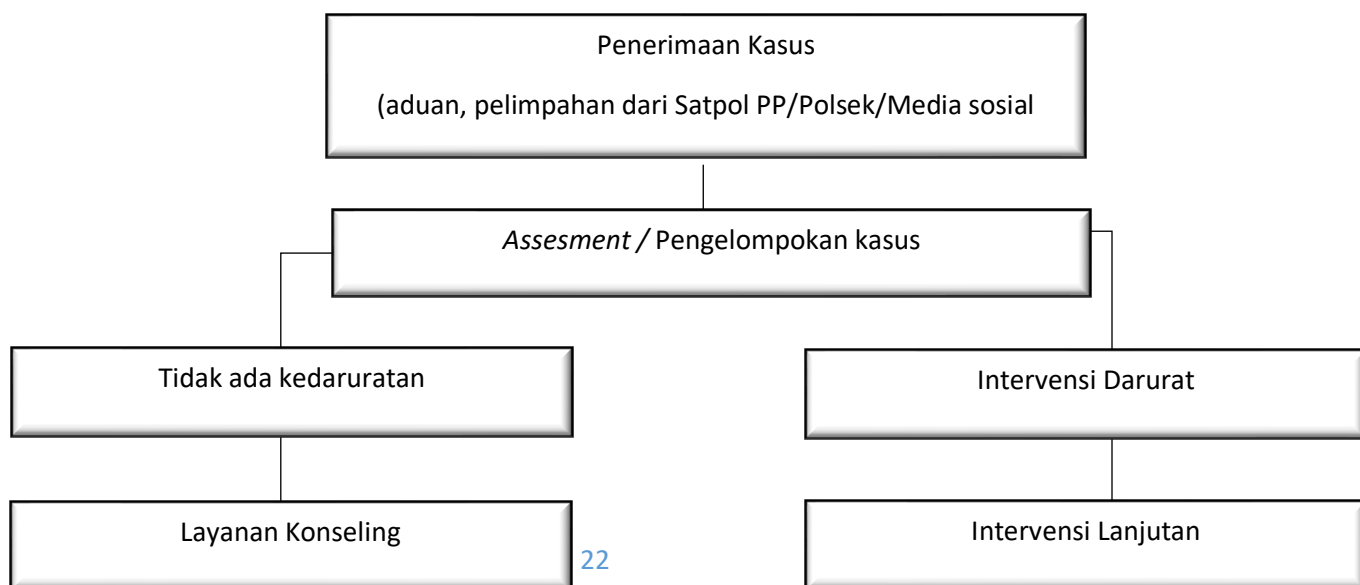 Penerimaan Kasus
(aduan, pelimpahan dari Satpol PP/Polsek/Media sosial
Assesment / Pengelompokan kasus
Tidak ada kedaruratan
Intervensi Darurat
Layanan Konseling
Intervensi Lanjutan
22